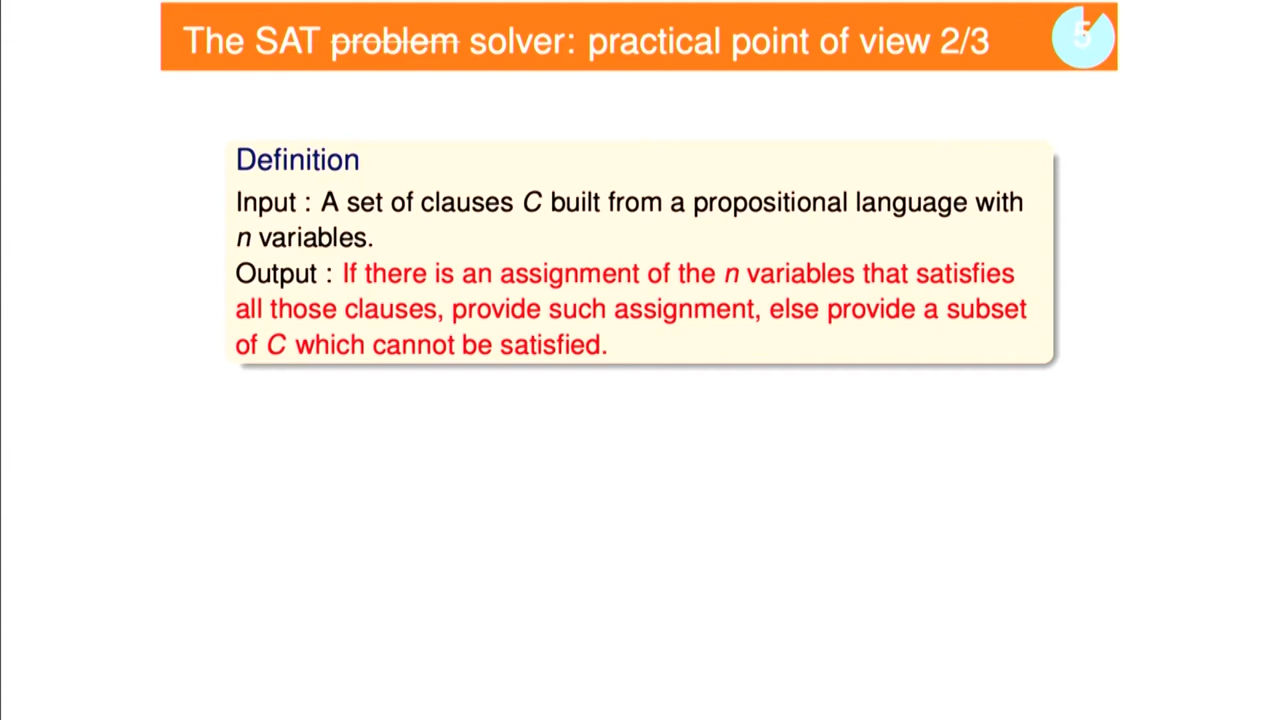 The SAT problem solver: practical point of view 2/3
5
Definition
Input : A set of clauses C built from a propositional language with
n variables.
Output : If there is an assignment of the n variables that satisfies
all those clauses, provide such assignment, else provide a subset
of C which cannot be satisfied.